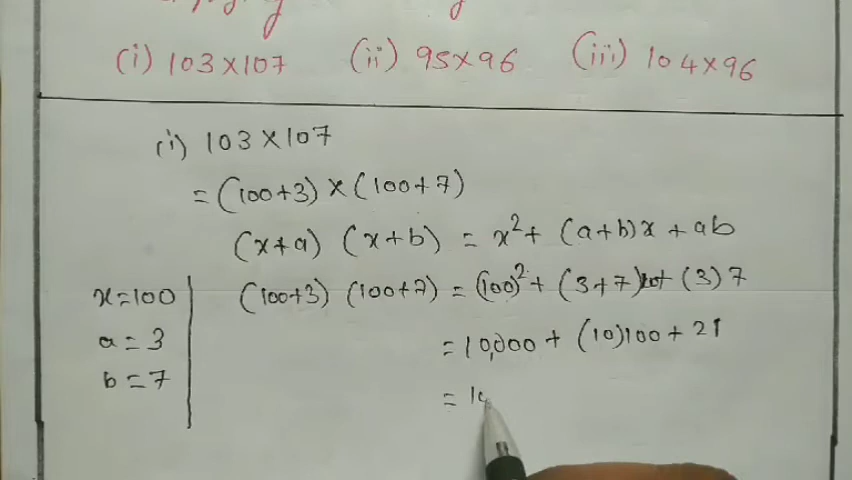 (i) 103×107 (ii) 95×96 (iii) 104×96
(i) 103×107
=(100+3)×(100+7)
(x+a) (x+b) = x²+ (a+b)x + ab
x=100
(100+3) (100+7) = (100)²+ (3+7)100+ (3)7
a=3
=10,000+ (10)100+21
b=7
= 10